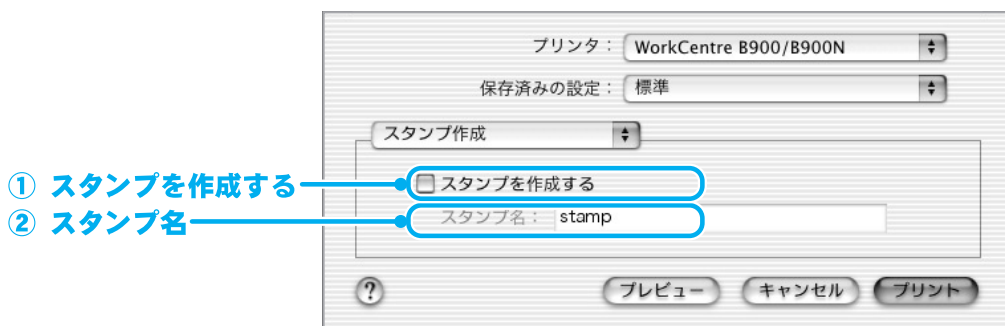 プリンタ： WorkCentre B900/B900N
保存済みの設定： 標準
スタンプ作成
① スタンプを作成する
スタンプを作成する
② スタンプ名
スタンプ名： stamp
? プレビュー キャンセル プリント